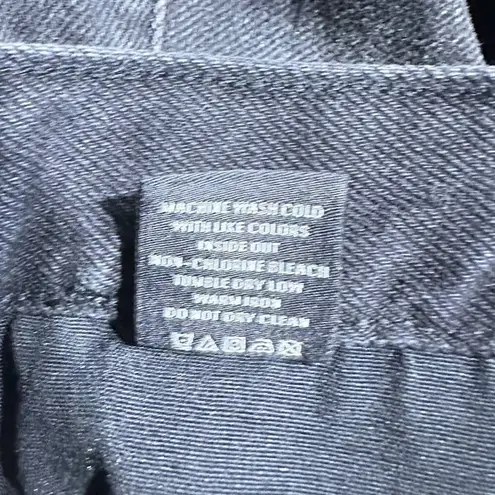 MACHINE WASH COLD
WITH LIKE COLORS
INSIDE OUT
NON-CHLORINE BLEACH
TUMBLE DRY LOW
WARM IRON
DO NOT DRY CLEAN